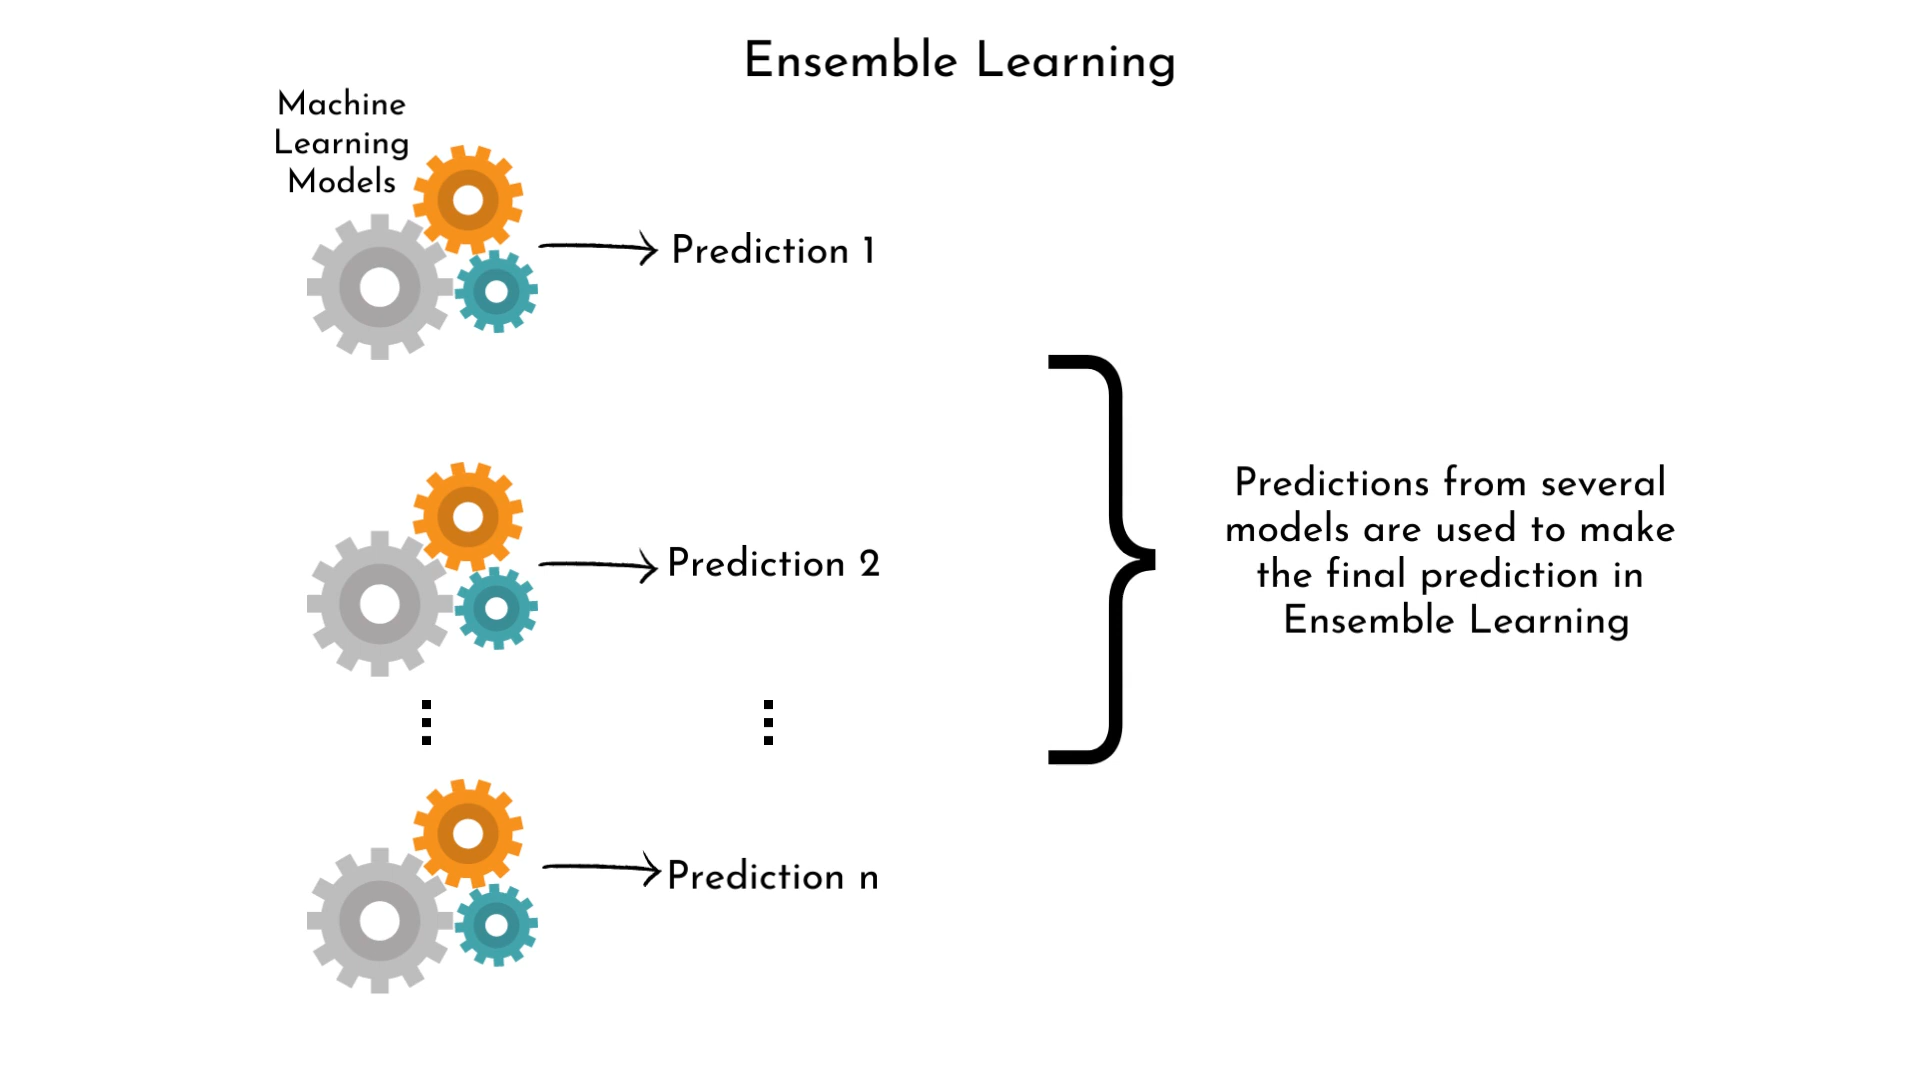 Ensemble Learning
Machine
Learning
Models
Prediction 1
Prediction 2
Prediction n
Predictions from several
models are used to make
the final prediction in
Ensemble Learning